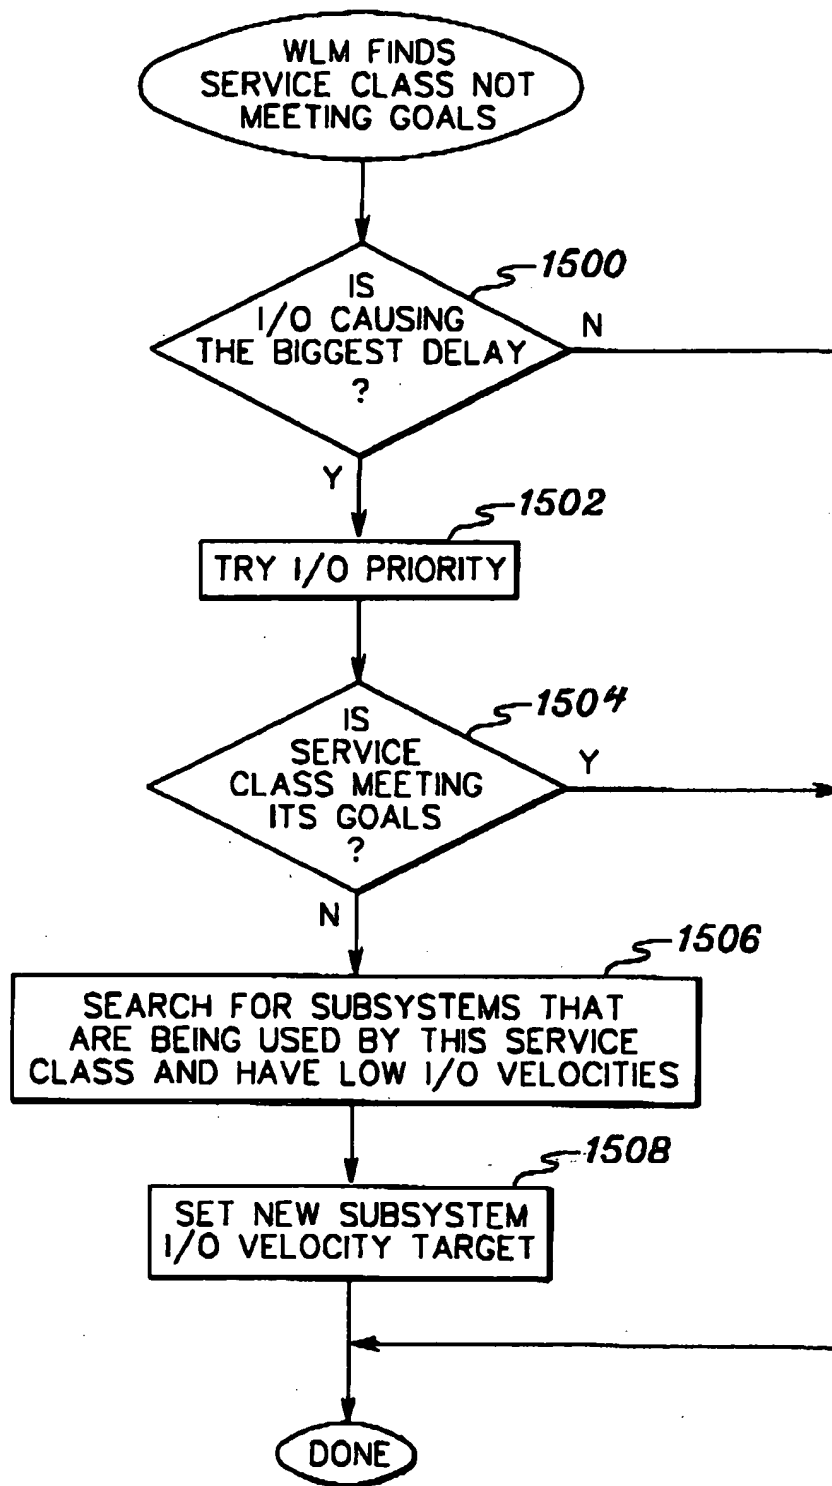 WLM FINDS
SERVICE CLASS NOT
MEETING GOALS
1500
IS
I/O CAUSING
THE BIGGEST DELAY
?
N
Y
1502
TRY I/O PRIORITY
1504
IS
SERVICE
CLASS MEETING
ITS GOALS
?
Y
N
1506
SEARCH FOR SUBSYSTEMS THAT
ARE BEING USED BY THIS SERVICE
CLASS AND HAVE LOW I/O VELOCITIES
1508
SET NEW SUBSYSTEM
I/O VELOCITY TARGET
DONE